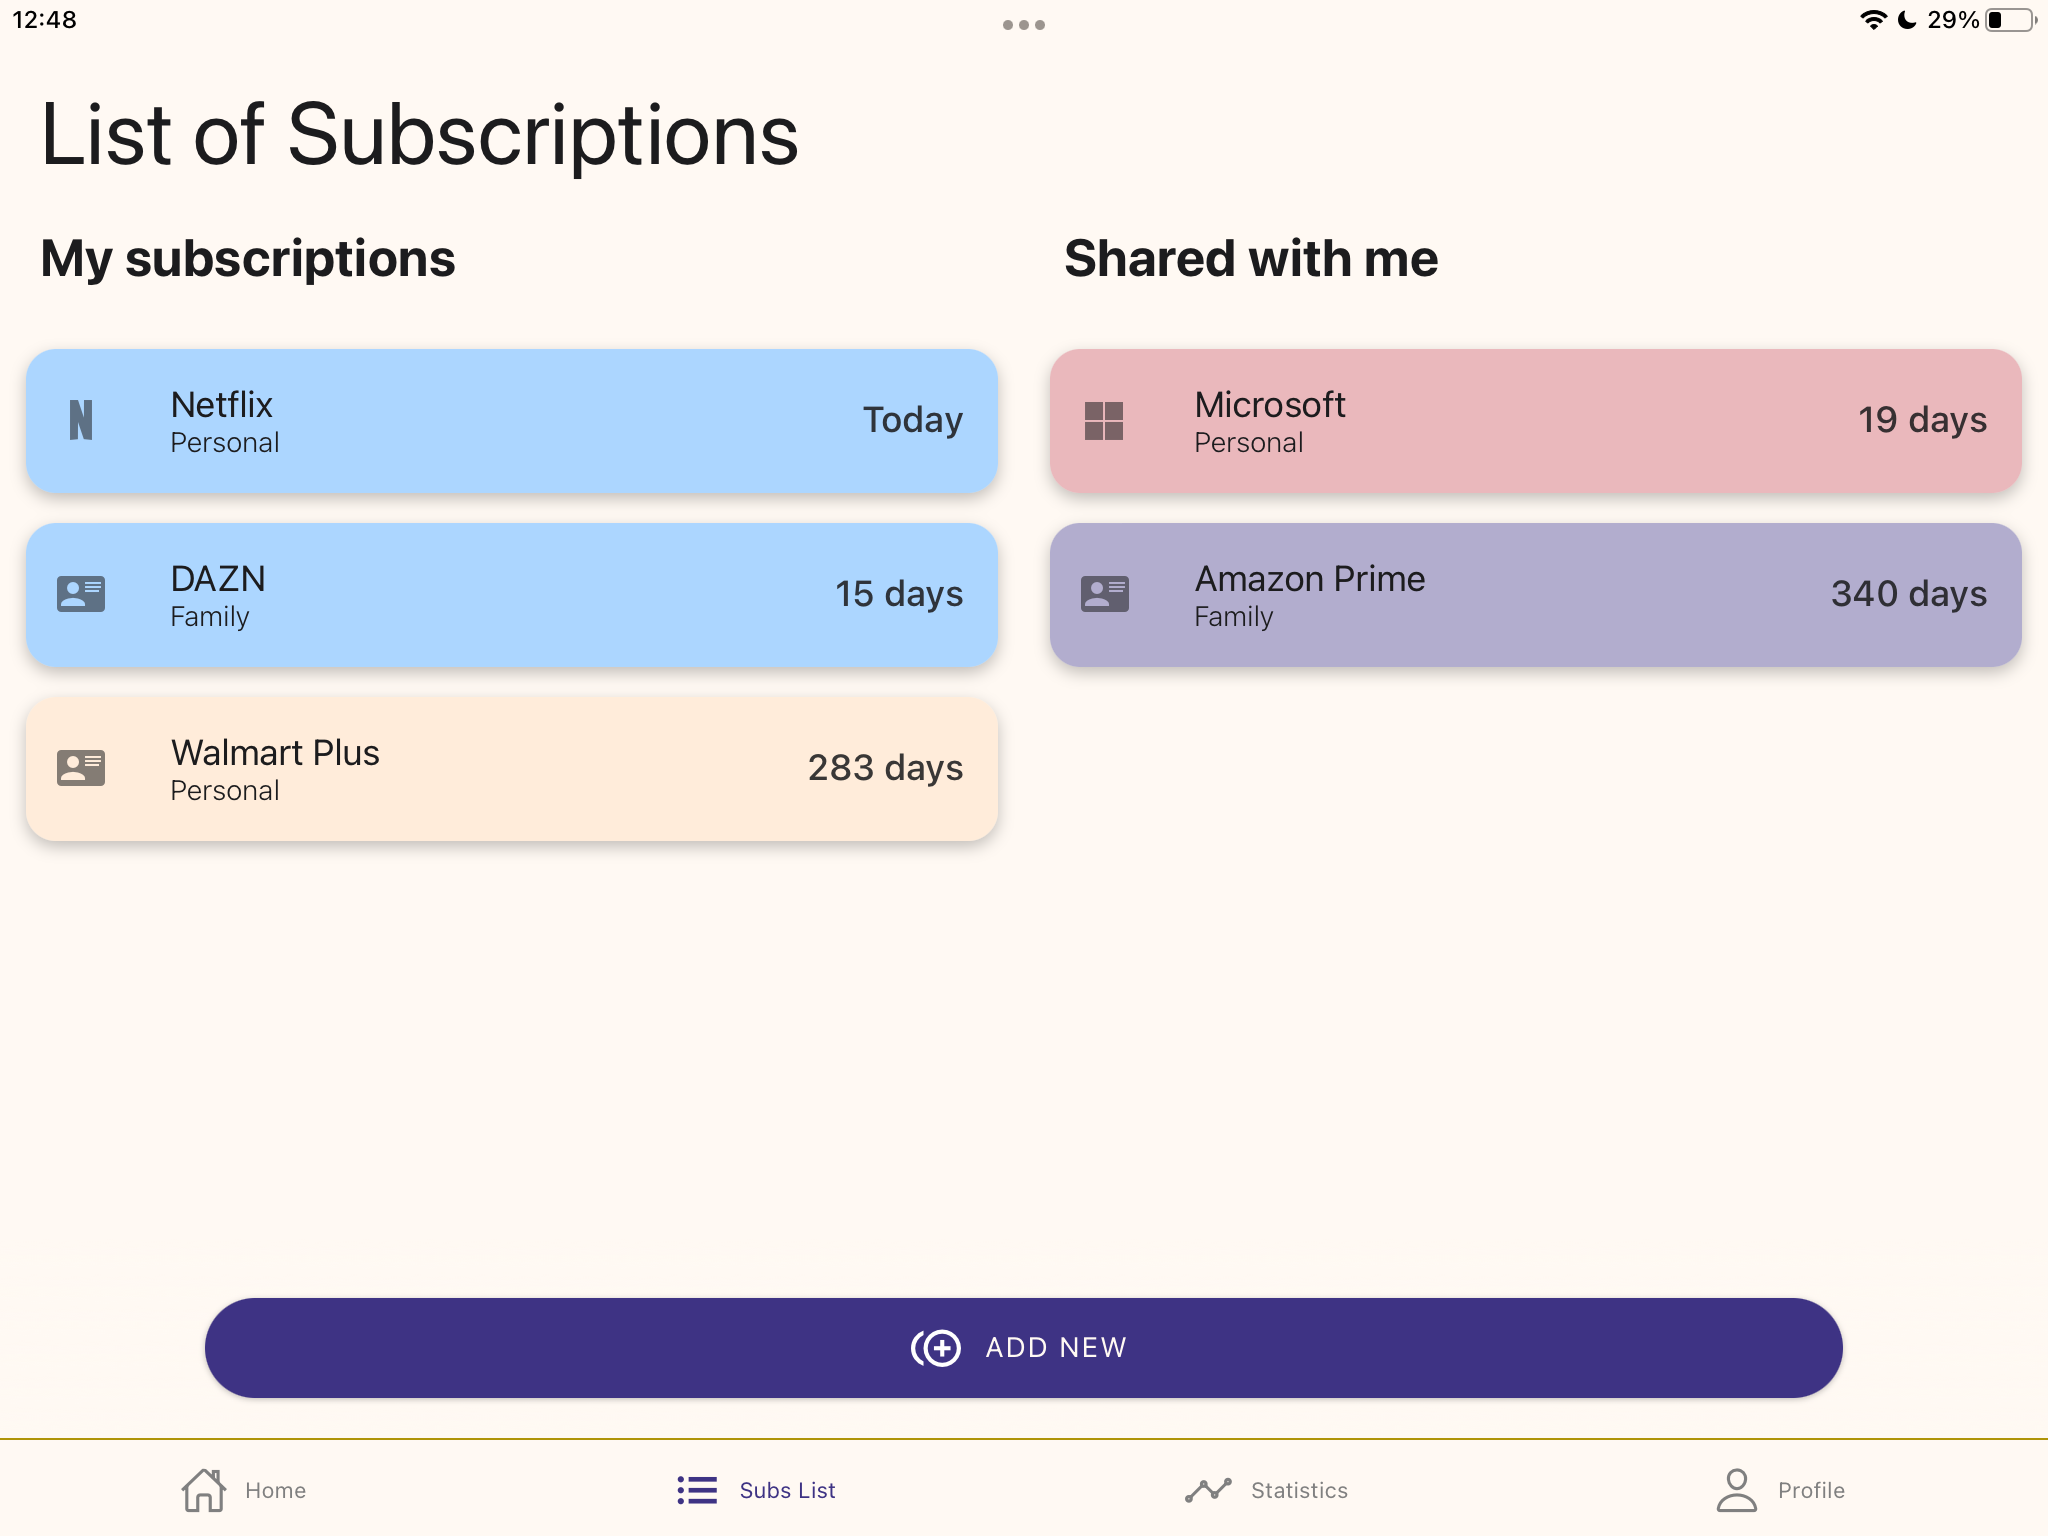 12:48
29%
List of Subscriptions
My subscriptions
Netflix
Personal
Today
DAZN
Family
15 days
Walmart Plus
Personal
283 days
Shared with me
Microsoft
Personal
19 days
Amazon Prime
Family
340 days
ADD NEW
Home
Subs List
Statistics
Profile